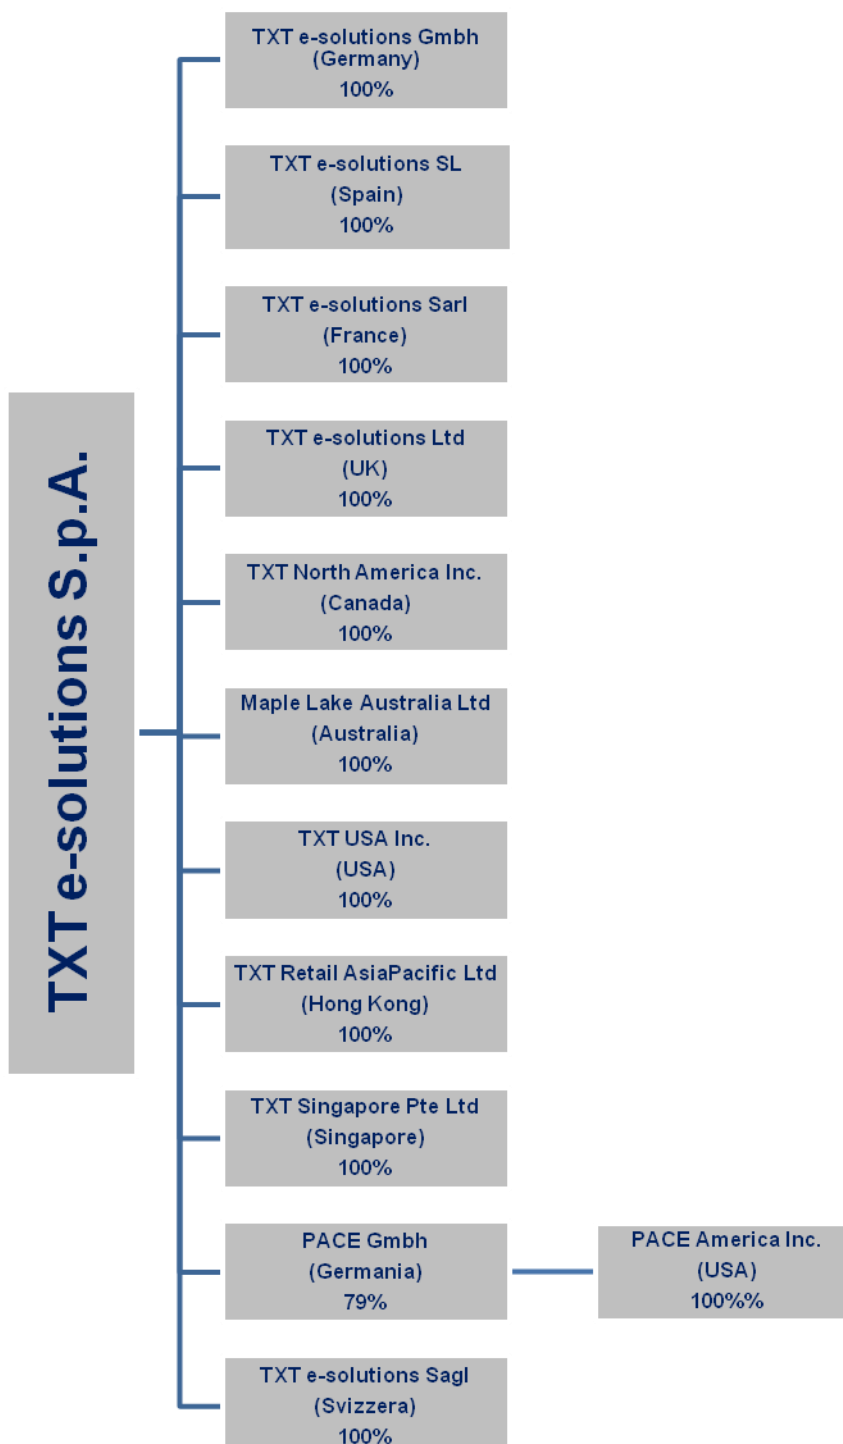 TXT e-solutions S.p.A.
TXT e-solutions Gmbh
(Germany)
100%
TXT e-solutions SL
(Spain)
100%
TXT e-solutions Sarl
(France)
100%
TXT e-solutions Ltd
(UK)
100%
TXT North America Inc.
(Canada)
100%
Maple Lake Australia Ltd
(Australia)
100%
TXT USA Inc.
(USA)
100%
TXT Retail AsiaPacific Ltd
(Hong Kong)
100%
TXT Singapore Pte Ltd
(Singapore)
100%
PACE Gmbh
(Germania)
79%
PACE America Inc.
(USA)
100%%
TXT e-solutions Sagl
(Svizzera)
100%